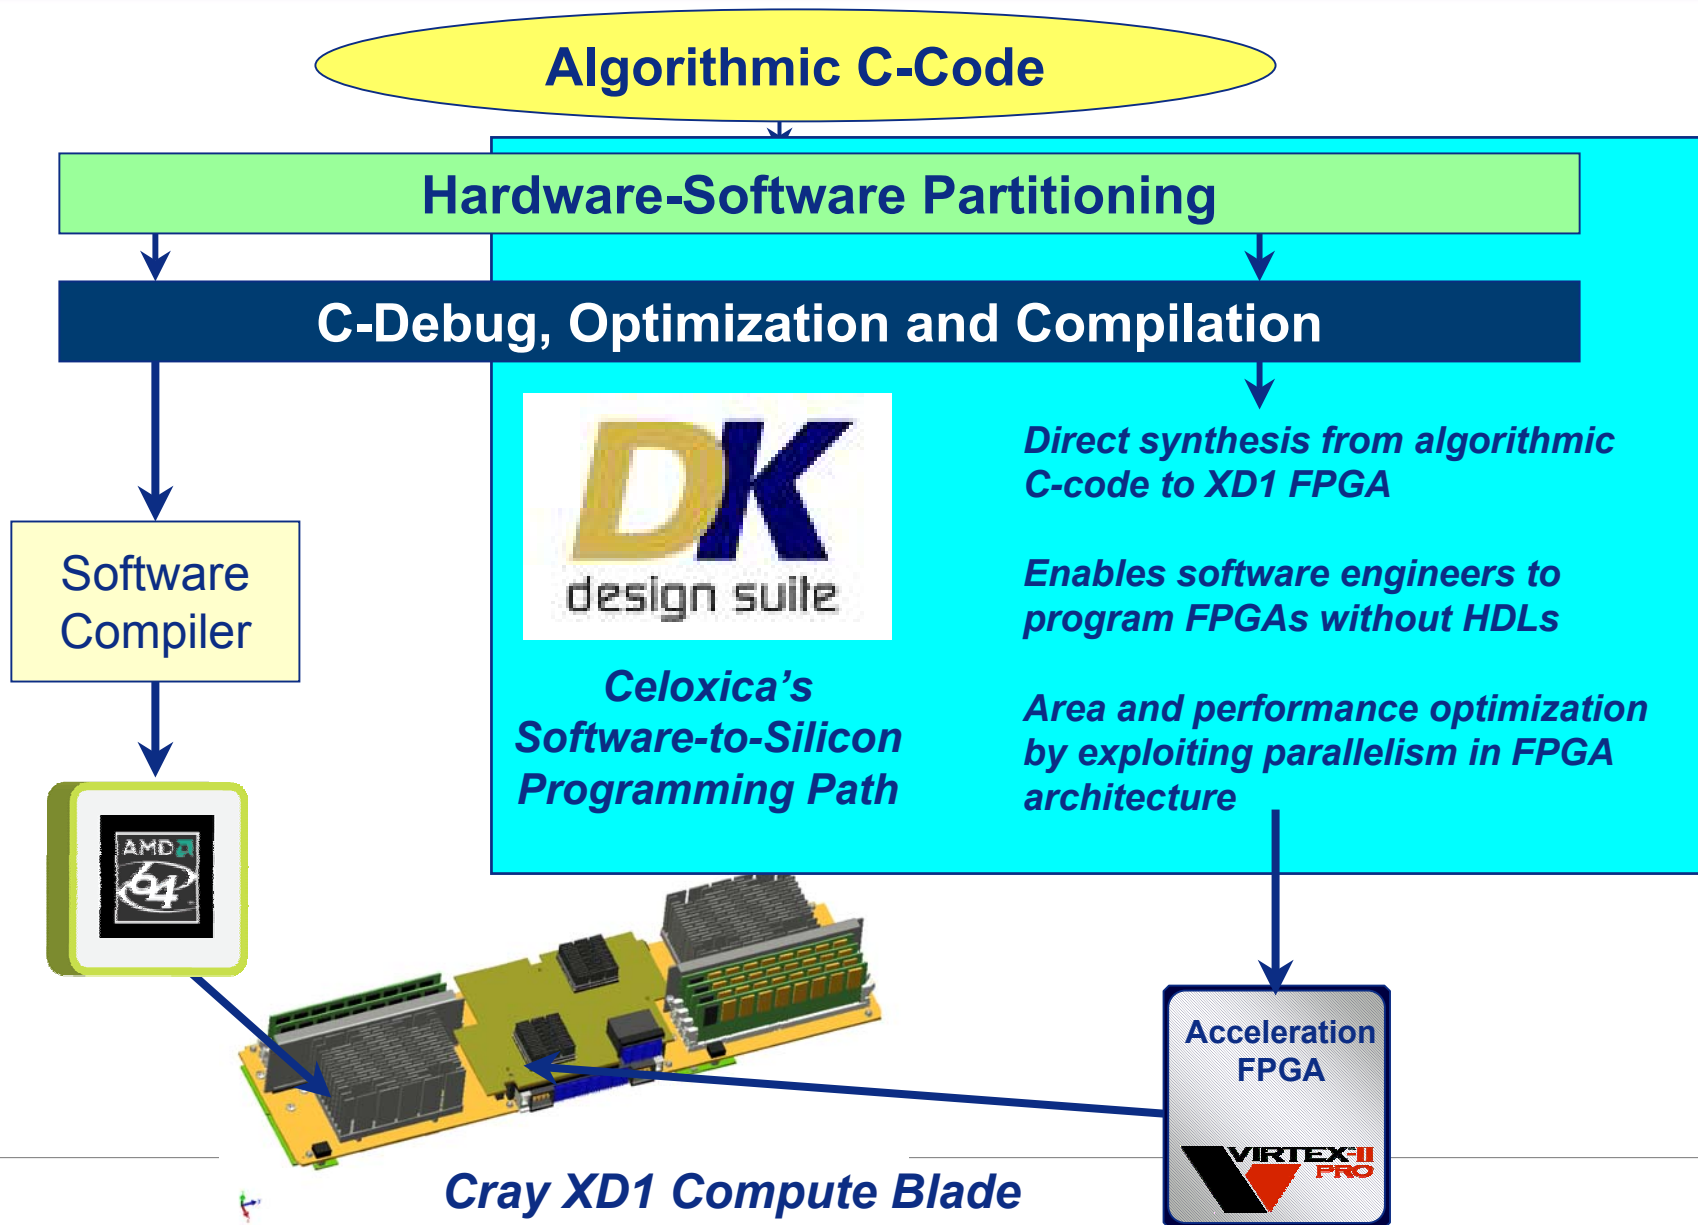 Algorithmic C-Code
Hardware-Software Partitioning
C-Debug, Optimization and Compilation
Software
Compiler
DK
design suite
Celoxica’s
Software-to-Silicon
Programming Path
Direct synthesis from algorithmic
C-code to XD1 FPGA
Enables software engineers to
program FPGAs without HDLs
Area and performance optimization
by exploiting parallelism in FPGA
architecture
AMD
64
Acceleration
FPGA
VIRTEX-II
PRO
Cray XD1 Compute Blade